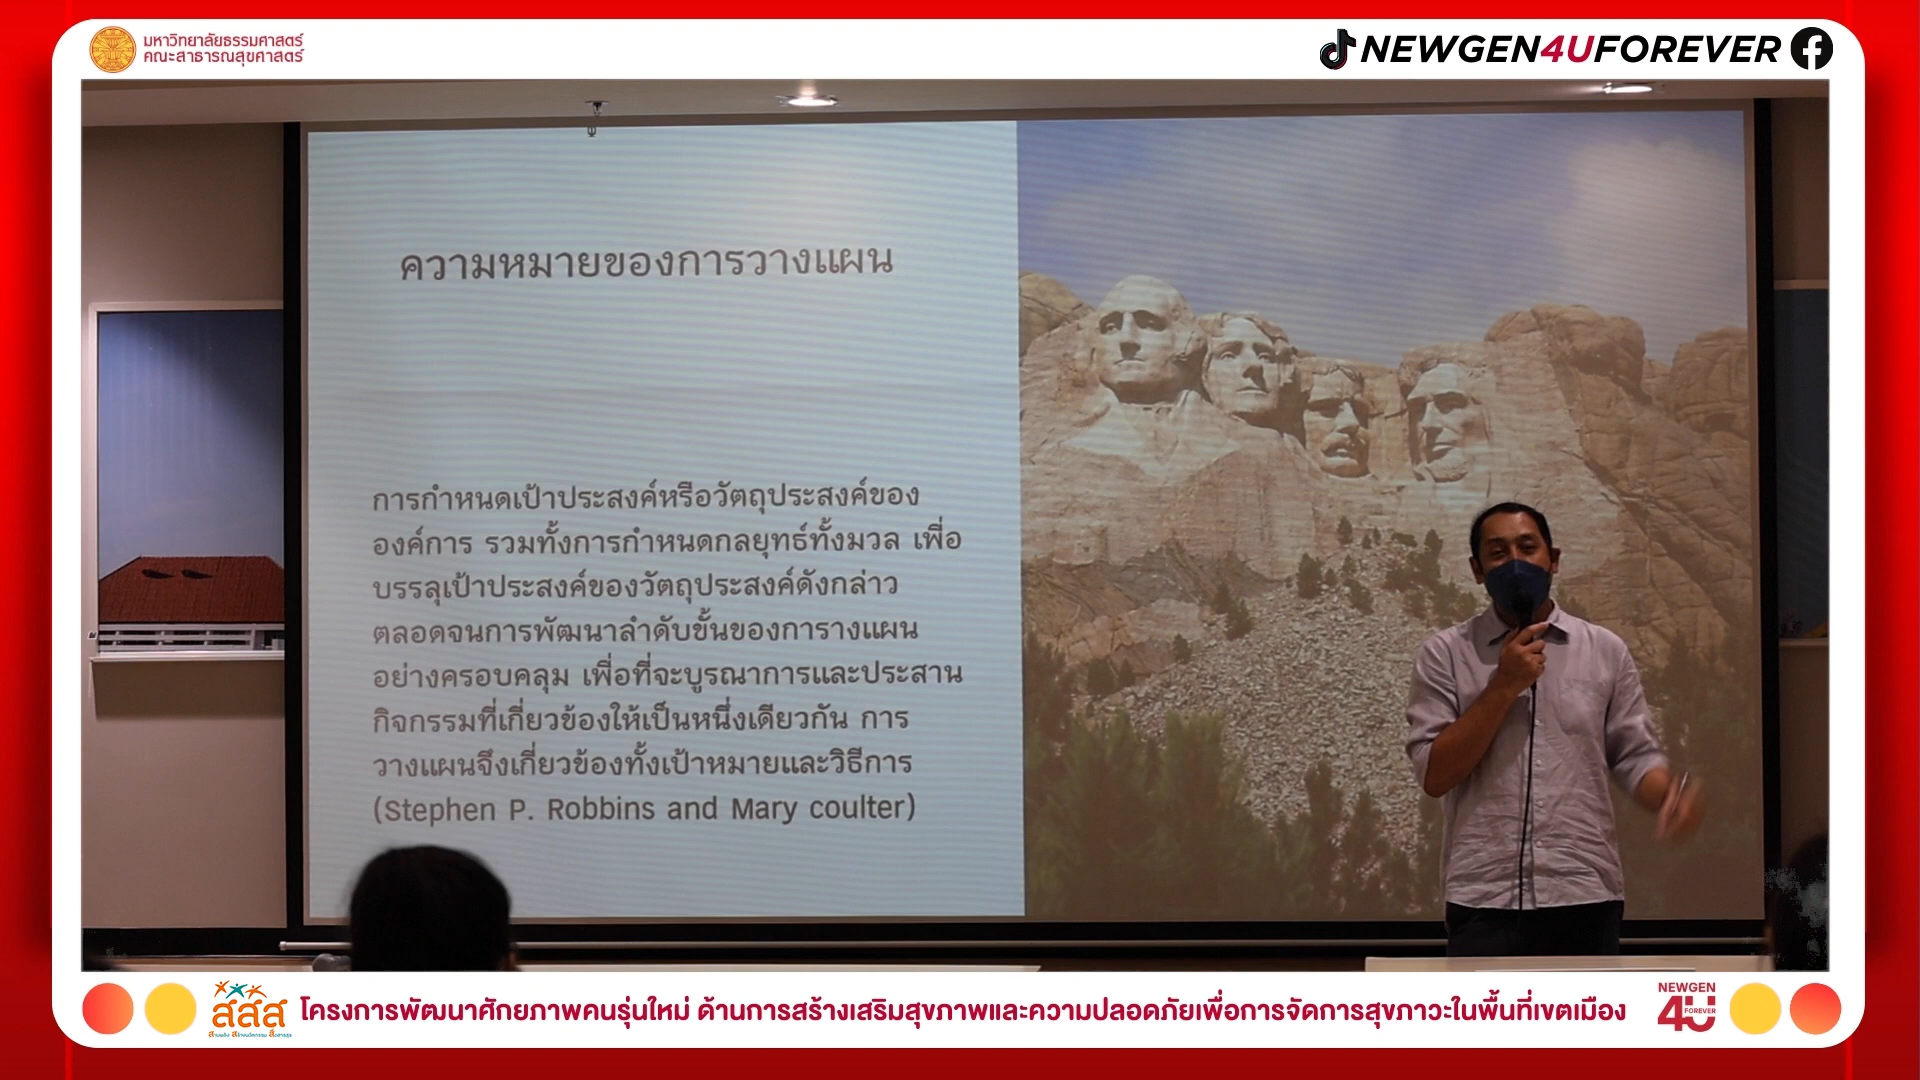 มหาวิทยาลัยธรรมศาสตร์
คณะสาธารณสุขศาสตร์
NEWGEN4UFOREVER
ความหมายของการวางแผน
การกำหนดเป้าประสงค์หรือวัตถุประสงค์ของ
องค์การ รวมทั้งการกำหนดกลยุทธ์ทั้งมวล เพื่อ
บรรลุเป้าประสงค์ของวัตถุประสงค์ดังกล่าว
ตลอดจนการพัฒนาลำดับขั้นของการางแผน
อย่างครอบคลุม เพื่อที่จะบูรณาการและประสาน
กิจกรรมที่เกี่ยวข้องให้เป็นหนึ่งเดียวกัน การ
วางแผนจึงเกี่ยวข้องทั้งเป้าหมายและวิธีการ
(Stephen P. Robbins and Mary coulter)
สสส
โครงการพัฒนาศักยภาพคนรุ่นใหม่ ด้านการสร้างเสริมสุขภาพและความปลอดภัยเพื่อการจัดการสุขภาวะในพื้นที่เขตเมือง
NEWGEN
4U
FOREVER